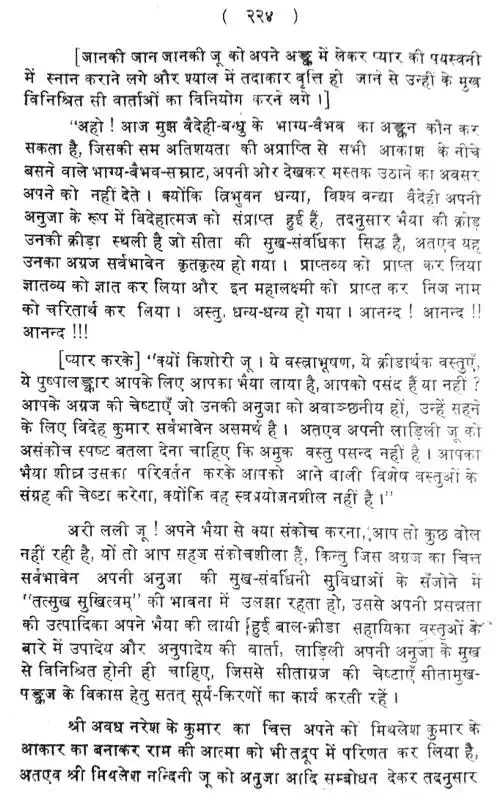 ( २२४ )
[जानकी जान जानकी जू को अपने अङ्क में लेकर प्यार की पयस्वनी
में स्नान कराने लगे और श्याल में तदाकार वृत्ति हो जाने से उन्हीं के मुख
विनिश्रित सी वार्ताओं का विनियोग करने लगे ।]
"अहो ! आज मुझ वैदेही-बन्धु के भाग्य-वैभव का अङ्कन कौन कर
सकता है, जिसकी सम अतिशयता की अप्राप्ति से सभी आकाश के नीचे
बसने वाले भाग्य-वैभव-सम्राट, अपनी ओर देखकर मस्तक उठाने का अवसर
अपने को नहीं देते । क्योंकि त्रिभुवन धन्या, विश्व वन्द्या वैदेही अपनी
अनुजा के रूप में विदेहात्मज को संप्राप्त हुई हैं, तदनुसार भैया की क्रोड़
उनकी क्रीड़ा स्थली है जो सीता की सुख-संवर्धिका सिद्ध है, अतएव यह
उनका अग्रज सर्वभावेन कृतकृत्य हो गया । प्राप्तव्य को प्राप्त कर लिया
ज्ञातव्य को ज्ञात कर लिया और इन महालक्ष्मी को प्राप्त कर निज नाम
को चरितार्थ कर लिया । अस्तु, धन्य-धन्य हो गया । आनन्द ! आनन्द !!
आनन्द !!!
[प्यार करके] "क्यों किशोरी जू । ये वस्त्राभूषण, ये क्रीडार्थक वस्तुएँ,
ये पुष्पालङ्कार आपके लिए आपका भैया लाया है, आपको पसंद हैं या नहीं ?
आपके अग्रज की चेष्टाएँ जो उनकी अनुजा को अवाञ्छनीय हों, उन्हें सहने
के लिए विदेह कुमार सर्वभावेन असमर्थ है । अतएव अपनी लाड़िली जू को
असंकोच स्पष्ट बतला देना चाहिए कि अमुक वस्तु पसन्द नहीं है । आपका
भैया शीघ्र उसका परिवर्तन करके आपको आने वाली विशेष वस्तुओं के
संग्रह की चेष्टा करेगा, क्योंकि वह स्वप्रयोजनशील नहीं है ।"
अरी लली जू ! अपने भैया से क्या संकोच करना, आप तो कुछ बोल
नहीं रही है, यों तो आप सहज संकोचशीला हैं, किन्तु जिस अग्रज का चित्त
सर्वभावेन अपनी अनुजा की सुख-संवर्धिनी सुविधाओं के सँजोने में
"तत्सुख सुखित्वम्" की भावना में उलझा रहता हो, उससे अपनी प्रसन्नता
की उत्पादिका अपने भैया की लायी हुई बाल-क्रीडा सहायिका वस्तुओं के
बारे में उपादेय और अनुपादेय की वार्ता, लाड़िली अपनी अनुजा के मुख
से विनिश्रित होनी ही चाहिए, जिससे सीताग्रज की चेष्टाएँ सीतामुख-
पङ्कज के विकास हेतु सतत् सूर्य-किरणों का कार्य करती रहें ।
श्री अवध नरेश के कुमार का चित्त अपने को मिथलेश कुमार के
आकार का बनाकर राम की आत्मा को भी तद्रूप में परिणत कर लिया है,
अतएव श्री मिथलेश नन्दिनी जू को अनुजा आदि सम्बोधन देकर तदनुसार